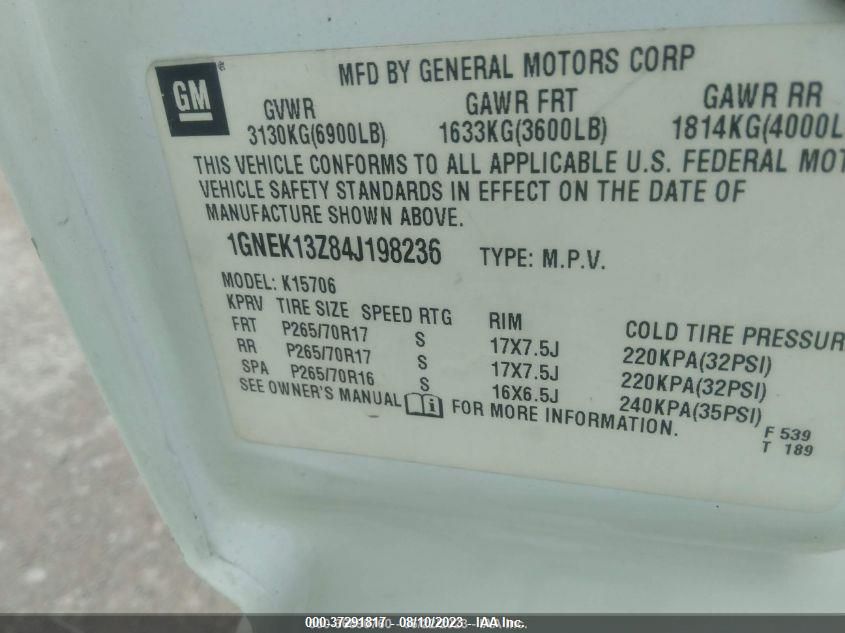 GM
MFD BY GENERAL MOTORS CORP
GVWR GAWR FRT GAWR RR
3130KG(6900LB) 1633KG(3600LB) 1814KG(4000L
THIS VEHICLE CONFORMS TO ALL APPLICABLE U.S. FEDERAL MOT
VEHICLE SAFETY STANDARDS IN EFFECT ON THE DATE OF
MANUFACTURE SHOWN ABOVE.
1GNEK13Z84J198236 TYPE: M.P.V.
MODEL: K15706
KPRV TIRE SIZE SPEED RTG RIM COLD TIRE PRESSUR
FRT P265/70R17 S 17X7.5J 220KPA(32PSI)
RR P265/70R17 S 17X7.5J 220KPA(32PSI)
SPA P265/70R16 S 16X6.5J 240KPA(35PSI)
SEE OWNER'S MANUAL FOR MORE INFORMATION.
F 539
T 189
000-37291817 - 08/10/2023 - IAA Inc.